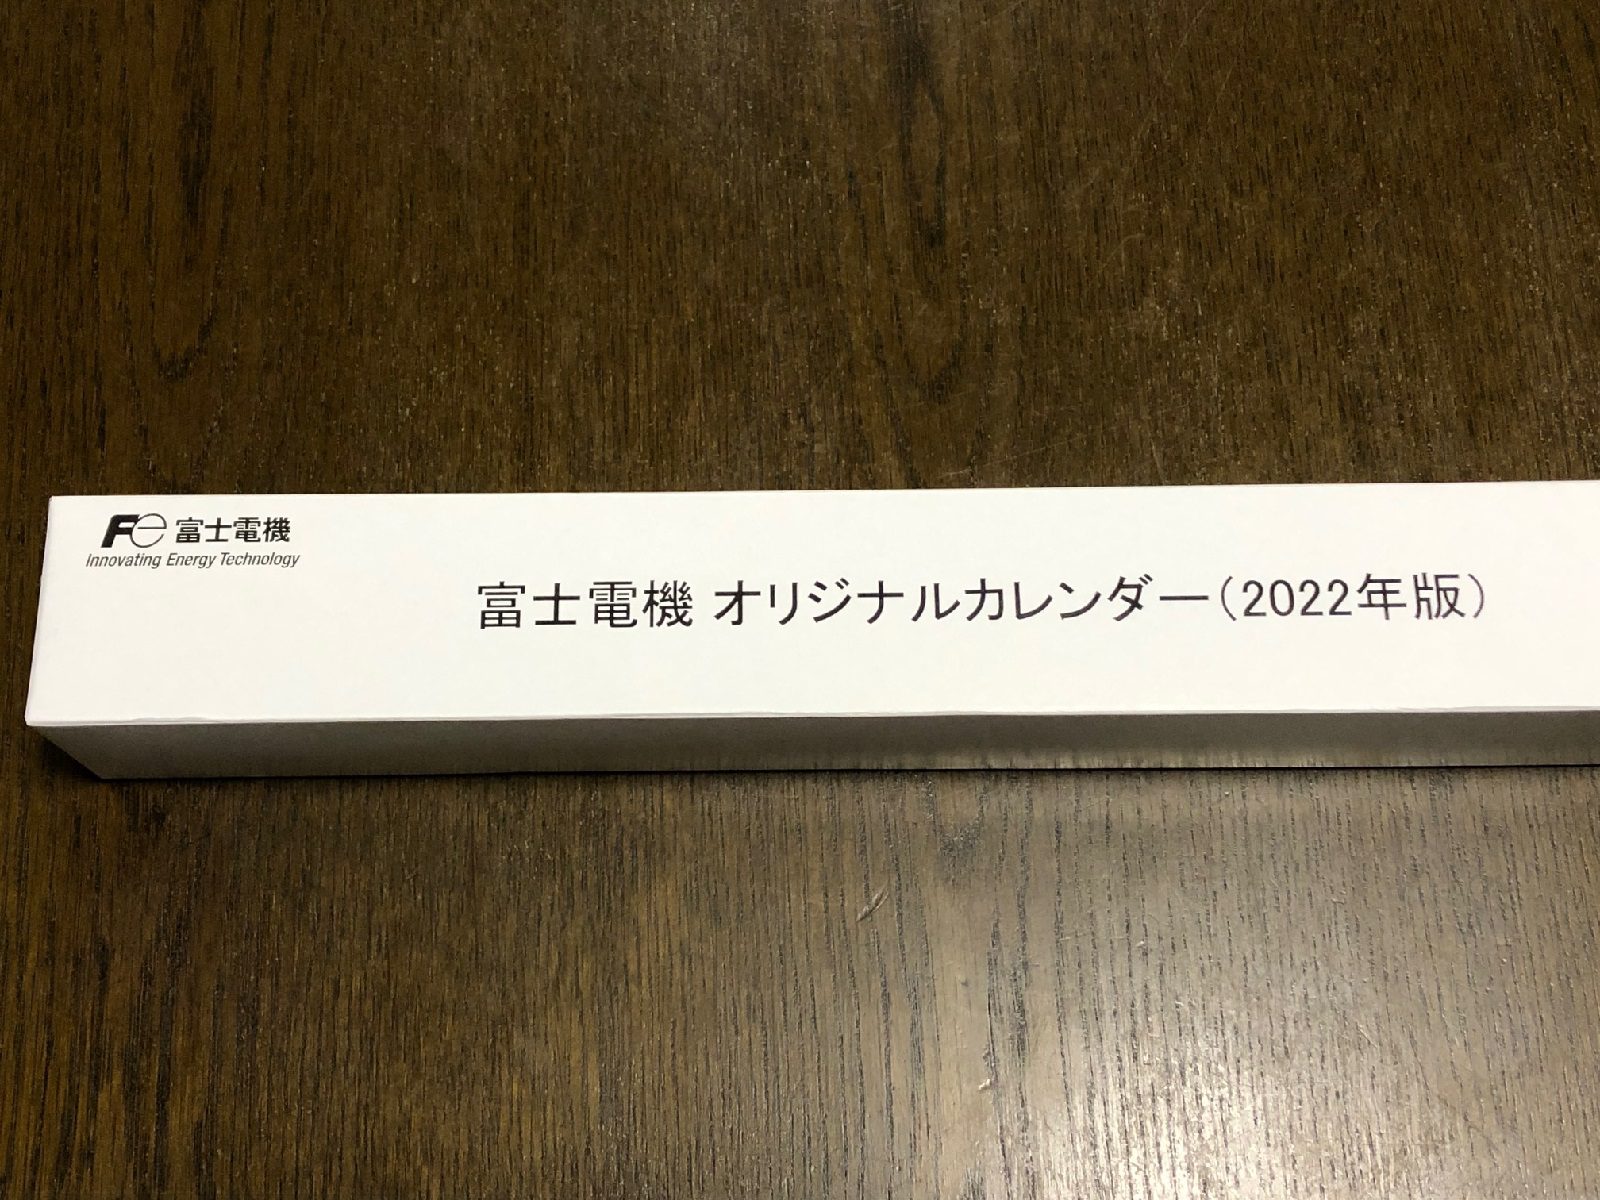 Fe 富士電機
Innovating Energy Technology
富士電機 オリジナルカレンダー(2022年版)